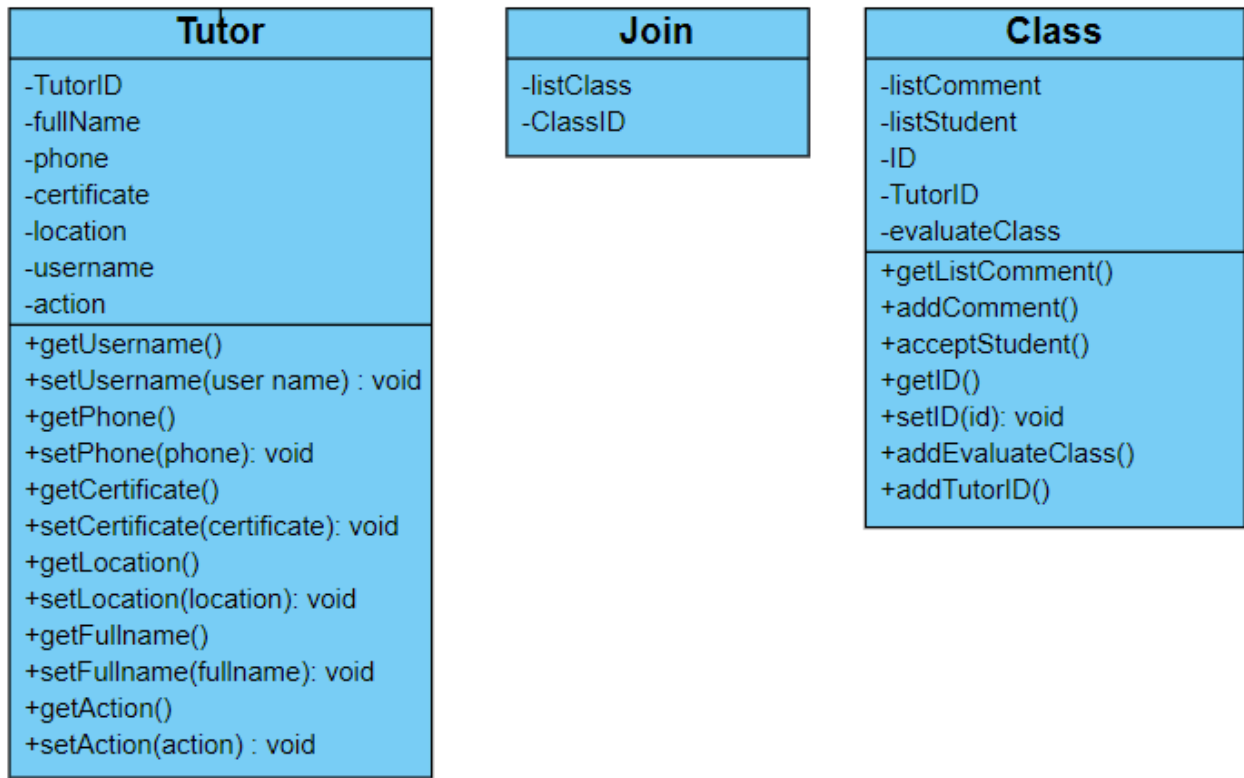 Tutor
-TutorID
-fullName
-phone
-certificate
-location
-username
-action
+getUsername()
+setUsername(user name) : void
+getPhone()
+setPhone(phone): void
+getCertificate()
+setCertificate(certificate): void
+getLocation()
+setLocation(location): void
+getFullname()
+setFullname(fullname): void
+getAction()
+setAction(action) : void
Join
-listClass
-ClassID
Class
-listComment
-listStudent
-ID
-TutorID
-evaluateClass
+getListComment()
+addComment()
+acceptStudent()
+getID()
+setID(id): void
+addEvaluateClass()
+addTutorID()